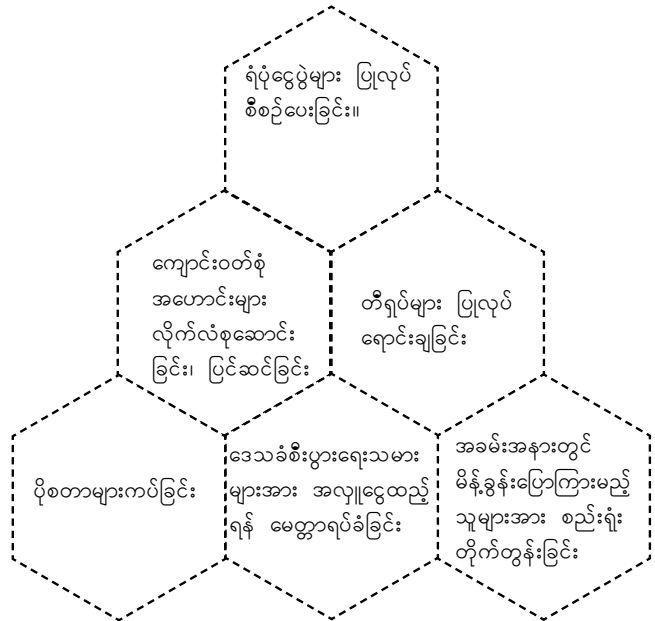 ရံပုံငွေပွဲများ ပြုလုပ်
စီစဉ်ပေးခြင်း။
ကျောင်းဝတ်စုံ
အဟောင်းများ
လိုက်လံစုဆောင်း
ခြင်း၊ ပြင်ဆင်ခြင်း
တီရှပ်များ ပြုလုပ်
ရောင်းချခြင်း
ပိုစတာများကပ်ခြင်း
ဒေသခံစီးပွားရေးသမား
များအား အလှူငွေထည့်
ရန် မေတ္တာရပ်ခံခြင်း
အခမ်းအနားတွင်
မိန့်ခွန်းပြောကြားမည့်
သူများအား စည်းရုံး
တိုက်တွန်းခြင်း